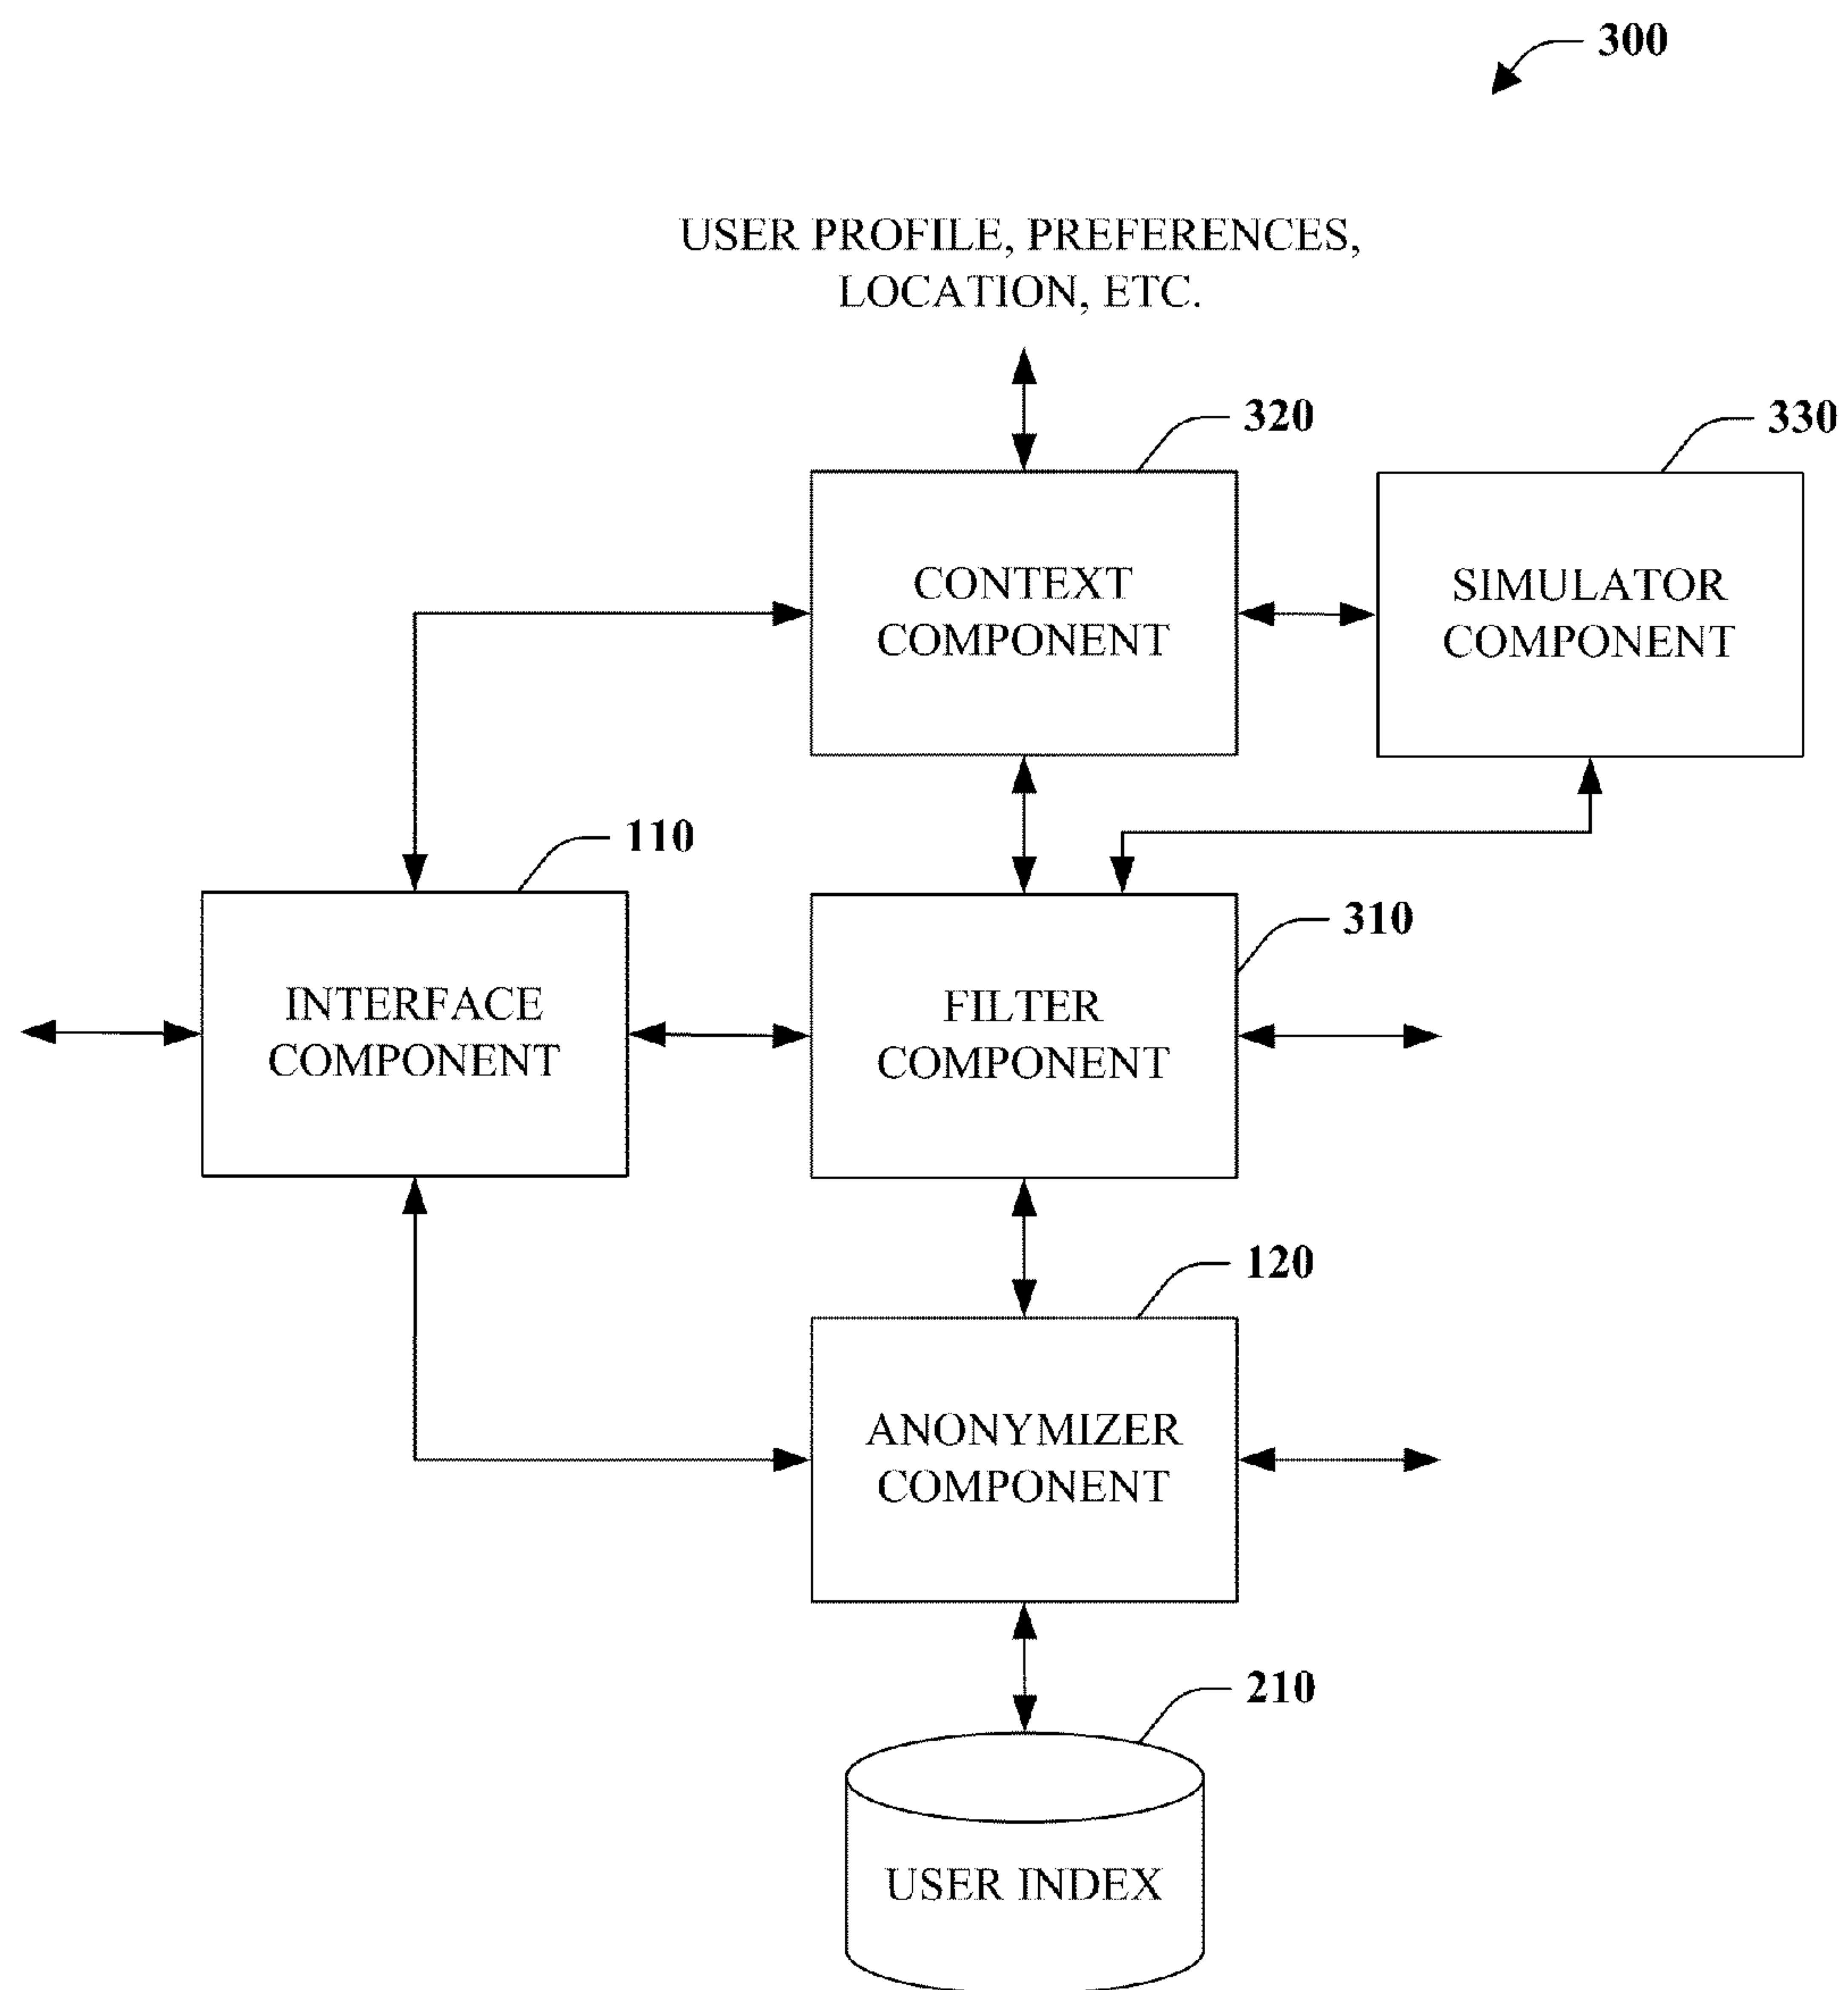 300
USER PROFILE, PREFERENCES,
LOCATION, ETC.
320
330
CONTEXT
COMPONENT
SIMULATOR
COMPONENT
110
310
INTERFACE
COMPONENT
FILTER
COMPONENT
120
ANONYMIZER
COMPONENT
210
USER INDEX